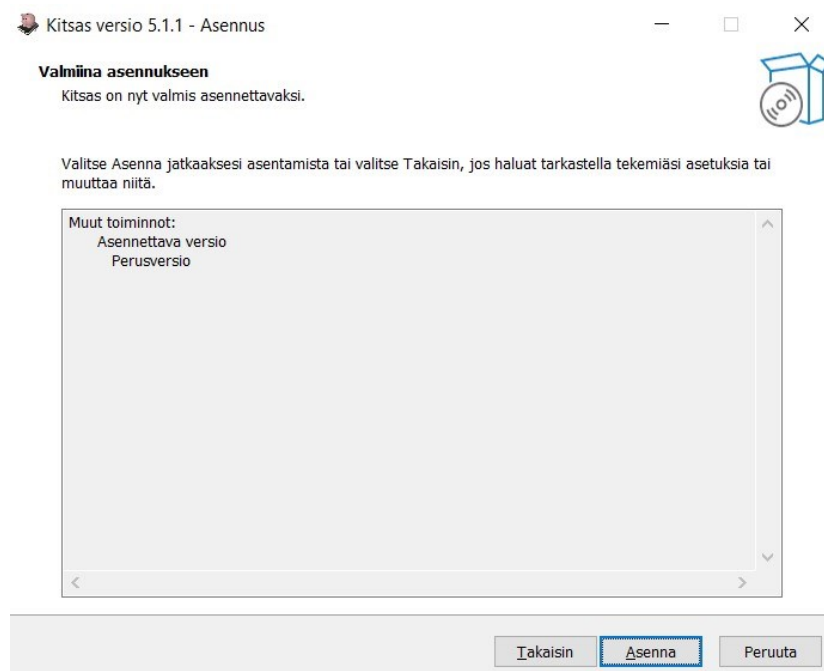 Kitsas versio 5.1.1 - Asennus
Valmiina asennukseen
Kitsas on nyt valmis asennettavaksi.
Valitse Asenna jatkaaksesi asentamista tai valitse Takaisin, jos haluat tarkastella tekemiäsi asetuksia tai
muuttaa niitä.
Muut toiminnot:
Asennettava versio
Perusversio
Takaisin Asenna Peruuta